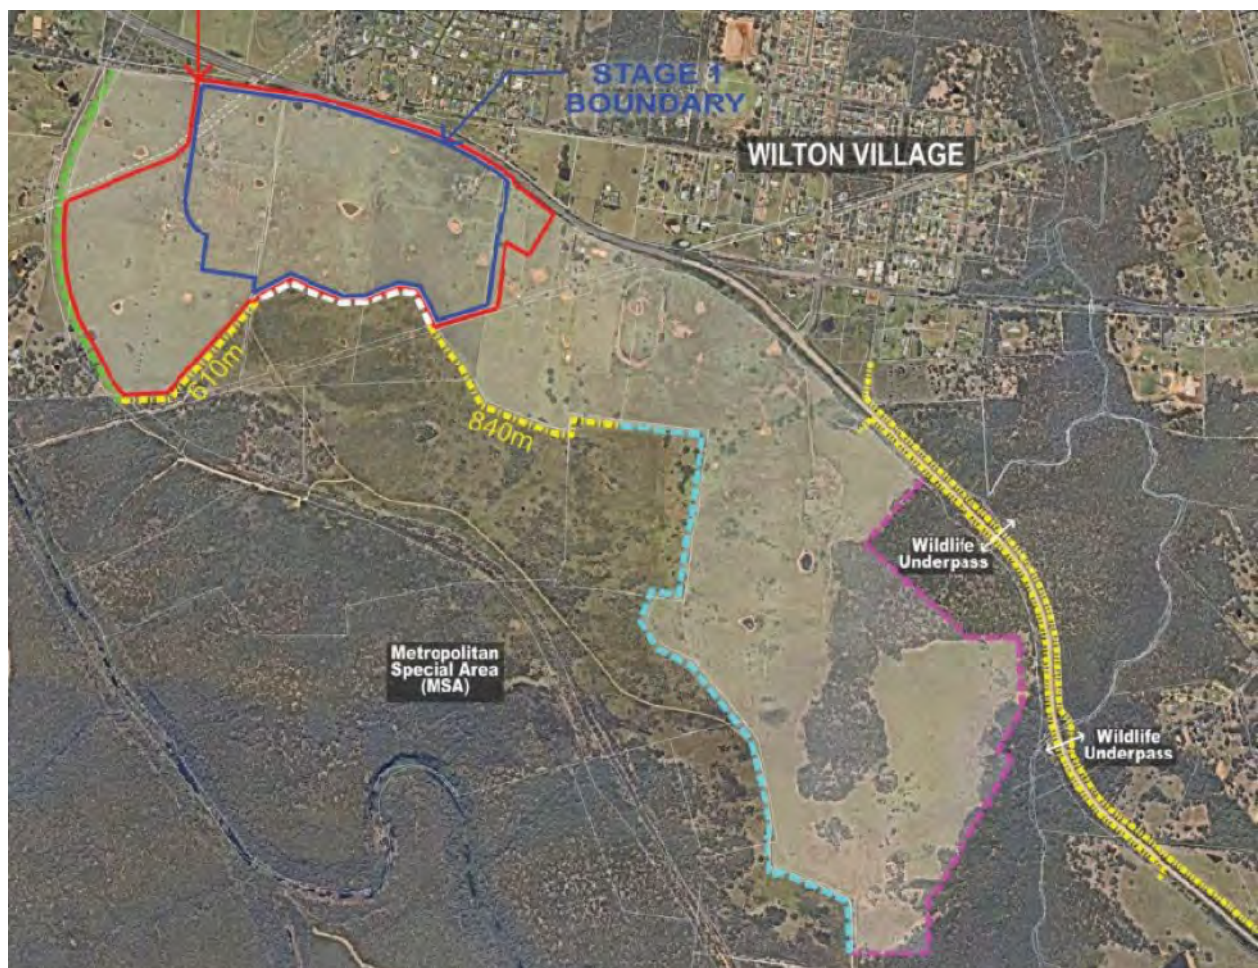 STAGE 1
BOUNDARY
WILTON VILLAGE
610m
840m
Wildlife
Underpass
Metropolitan
Special Area
(MSA)
Wildlife
Underpass